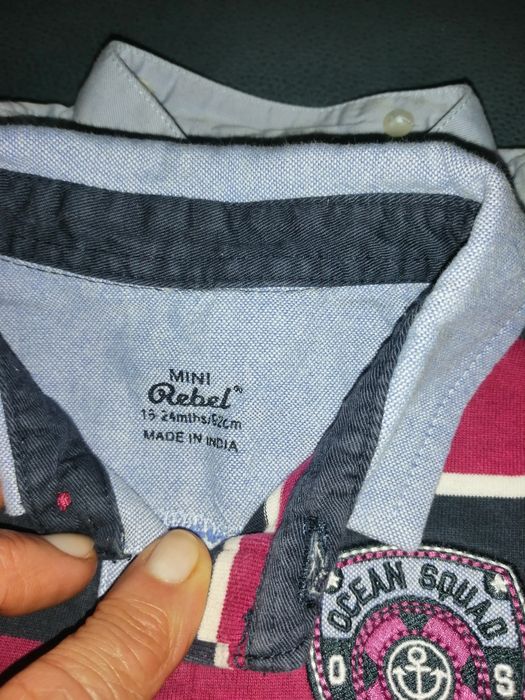 MINI
Rebel
18-24mths/92cm
MADE IN INDIA
OCEAN SQUAD
O S